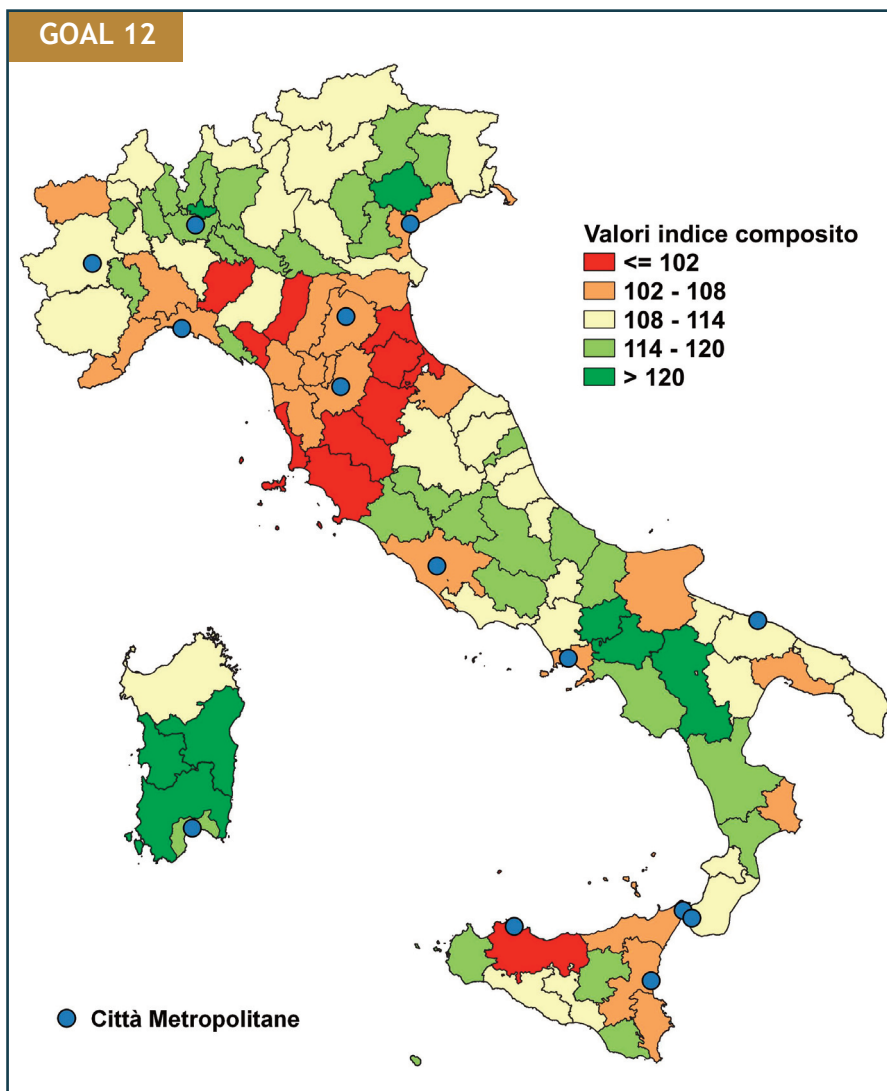 GOAL 12
Valori indice composito
<= 102
102 - 108
108 - 114
114 - 120
> 120
Città Metropolitane